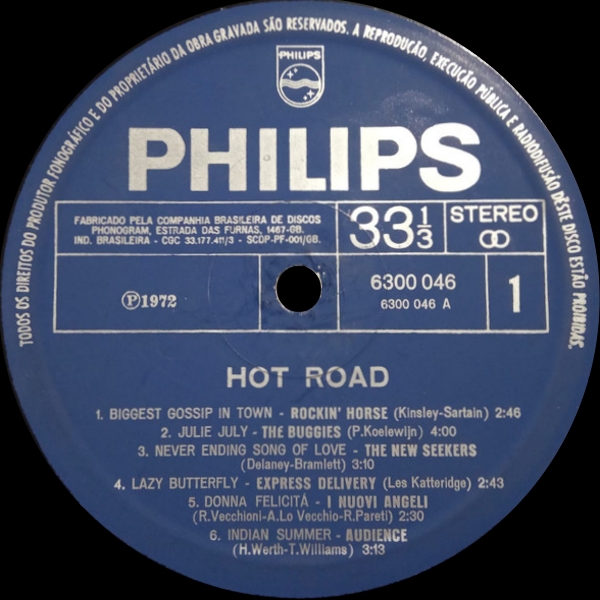 TODOS OS DIREITOS DO PRODUTOR FONOGRÁFICO E DO PROPRIETÁRIO DA OBRA GRAVADA SÃO RESERVADOS. A REPRODUÇÃO, EXECUÇÃO PÚBLICA E RADIODIFUSÃO DÊSTE DISCO ESTÃO PROIBIDAS.
PHILIPS
PHILIPS
FABRICADO PELA COMPANHIA BRASILEIRA DE DISCOS
PHONOGRAM, ESTRADA DAS FURNAS, 1467-GB.
IND. BRASILEIRA - CGC 33.177.411/3 - SCDP-PF-001/GB.
33 1/3
STEREO
Ⓟ1972
6300 046
6300 046 A
1
HOT ROAD
1. BIGGEST GOSSIP IN TOWN - ROCKIN' HORSE (Kinsley-Sartain) 2:46
2. JULIE JULY - THE BUGGIES (P.Koelewijn) 4:00
3. NEVER ENDING SONG OF LOVE - THE NEW SEEKERS
(Delaney-Bramlett) 3:10
4. LAZY BUTTERFLY - EXPRESS DELIVERY (Les Katteridge) 2:43
5. DONNA FELICITÁ - I NUOVI ANGELI
(R.Vecchioni-A.Lo Vecchio-R.Pareti) 2:30
6. INDIAN SUMMER - AUDIENCE
(H.Werth-T.Williams) 3:13